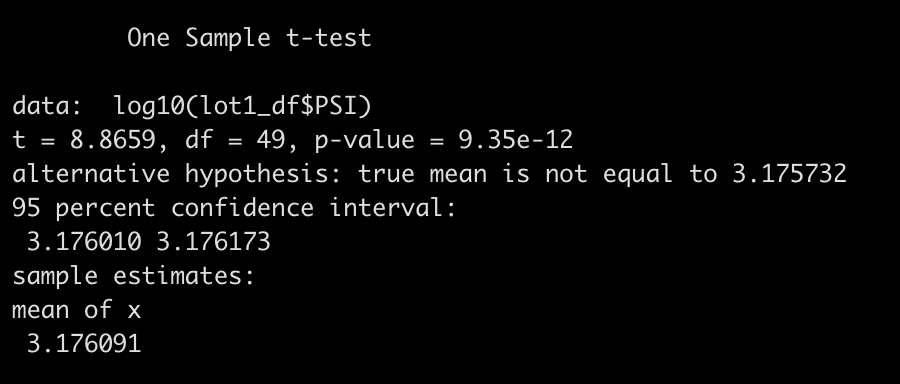 One Sample t-test
data:  log10(lot1_df$PSI)
t = 8.8659, df = 49, p-value = 9.35e-12
alternative hypothesis: true mean is not equal to 3.175732
95 percent confidence interval:
 3.176010 3.176173
sample estimates:
mean of x
 3.176091